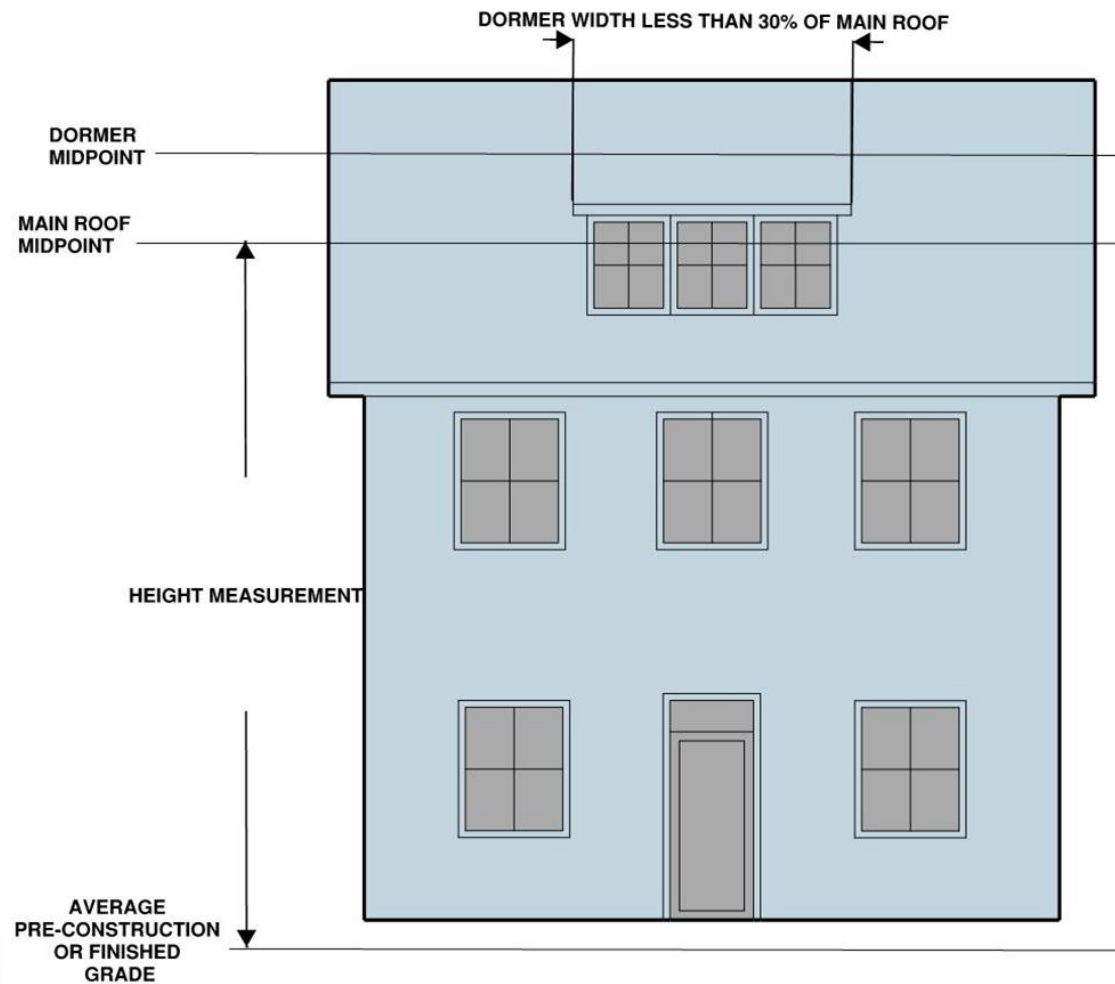 DORMER WIDTH LESS THAN 30% OF MAIN ROOF
DORMER
MIDPOINT
MAIN ROOF
MIDPOINT
HEIGHT MEASUREMENT
AVERAGE
PRE-CONSTRUCTION
OR FINISHED
GRADE